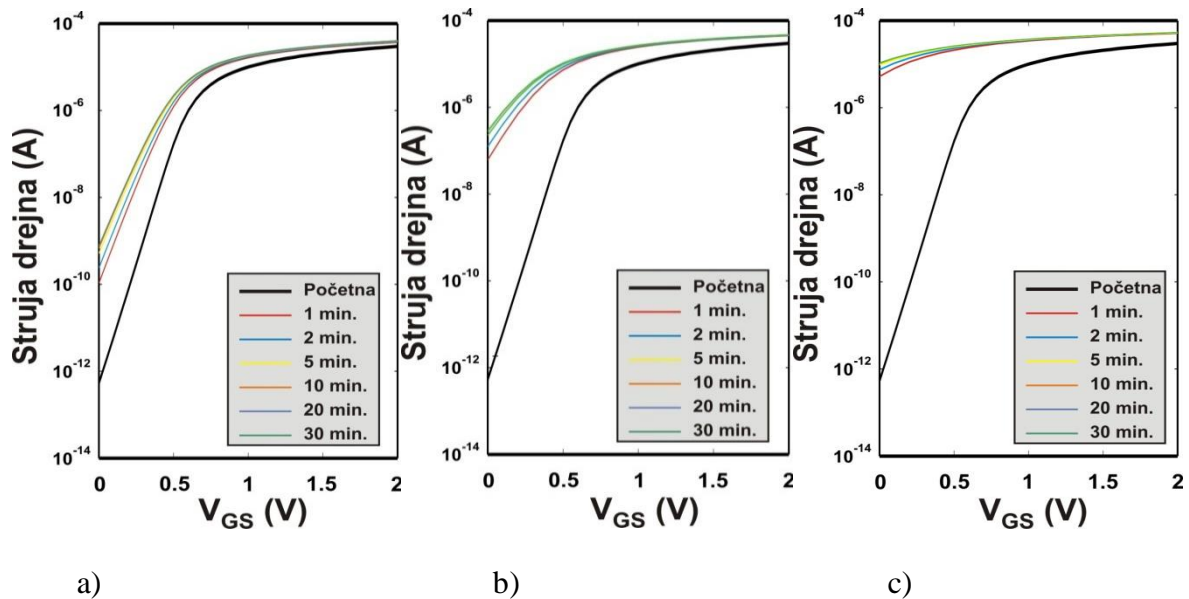 Struja drejna (A)
10-4
10-6
10-8
10-10
10-12
10-14
Početna
1 min.
2 min.
5 min.
10 min.
20 min.
30 min.
0 0.5 1 1.5 2
VGS (V)
a)
Struja drejna (A)
10-4
10-6
10-8
10-10
10-12
10-14
Početna
1 min.
2 min.
5 min.
10 min.
20 min.
30 min.
0 0.5 1 1.5 2
VGS (V)
b)
Struja drejna (A)
10-4
10-6
10-8
10-10
10-12
10-14
Početna
1 min.
2 min.
5 min.
10 min.
20 min.
30 min.
0 0.5 1 1.5 2
VGS (V)
c)